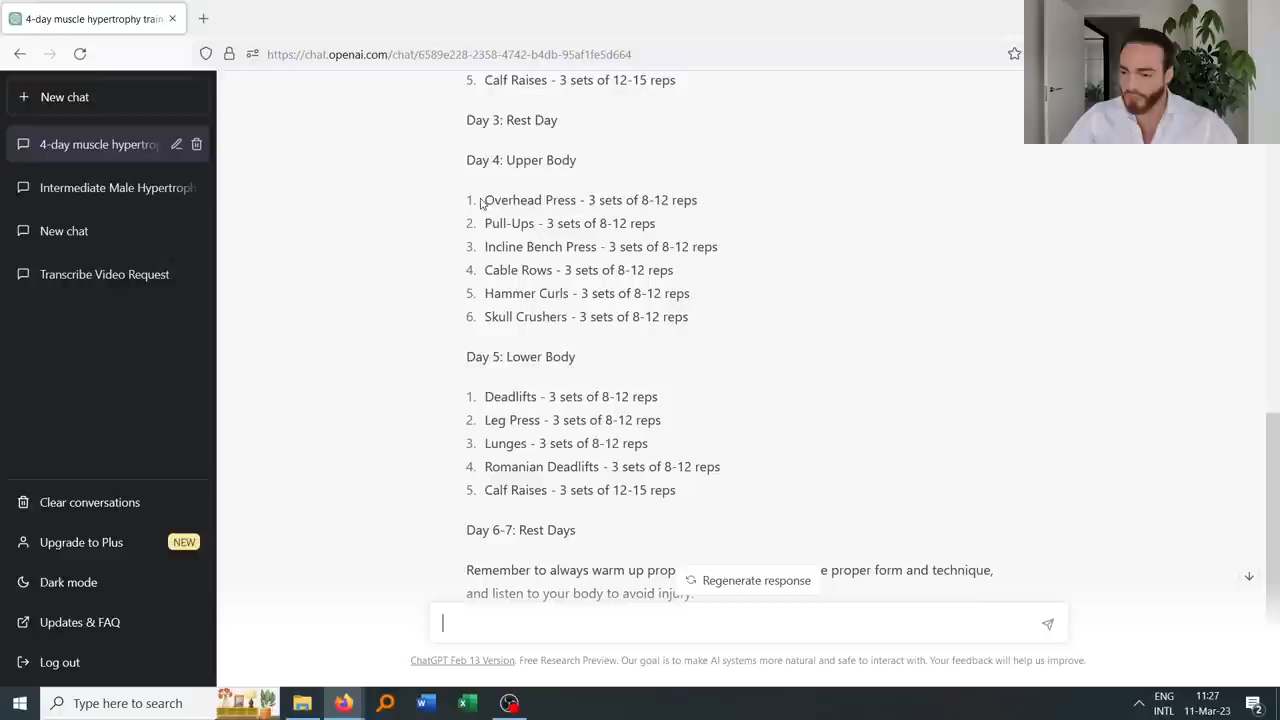 4-day muscle hypertrophy train
https://chat.openai.com/chat/6589e228-2358-4742-b4db-95af1fe5d664
New chat
4-day muscle hypertro
Intermediate Male Hypertroph
New chat
Transcribe Video Request
Clear conversations
Upgrade to Plus NEW
Dark mode
Updates & FAQ
Log out
5. Calf Raises - 3 sets of 12-15 reps
Day 3: Rest Day
Day 4: Upper Body
1. Overhead Press - 3 sets of 8-12 reps
2. Pull-Ups - 3 sets of 8-12 reps
3. Incline Bench Press - 3 sets of 8-12 reps
4. Cable Rows - 3 sets of 8-12 reps
5. Hammer Curls - 3 sets of 8-12 reps
6. Skull Crushers - 3 sets of 8-12 reps
Day 5: Lower Body
1. Deadlifts - 3 sets of 8-12 reps
2. Leg Press - 3 sets of 8-12 reps
3. Lunges - 3 sets of 8-12 reps
4. Romanian Deadlifts - 3 sets of 8-12 reps
5. Calf Raises - 3 sets of 12-15 reps
Day 6-7: Rest Days
Remember to always warm up prop e proper form and technique,
Regenerate response
and listen to your body to avoid injury.
ChatGPT Feb 13 Version. Free Research Preview. Our goal is to make AI systems more natural and safe to interact with. Your feedback will help us improve.
Type here to search
ENG
INTL
11:27
11-Mar-23
2